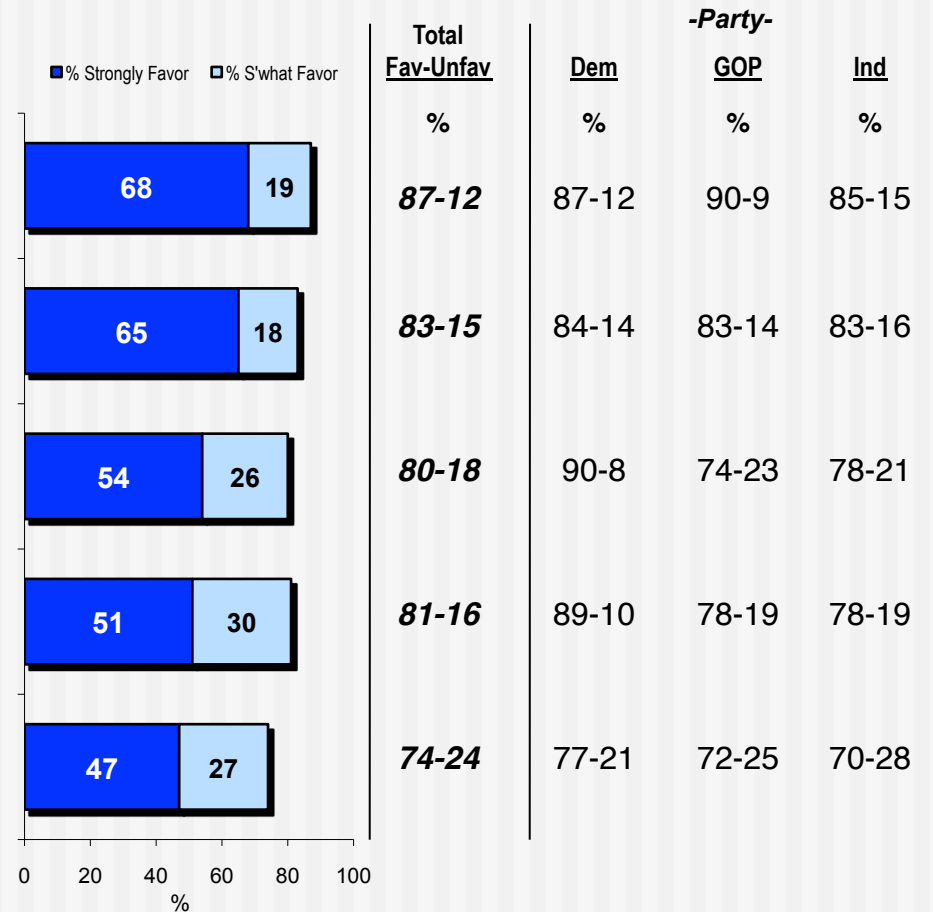 -Party-
Total
% Strongly Favor % S'what Favor Fav-Unfav Dem GOP Ind
% % % %
68 19 87-12 87-12 90-9 85-15
65 18 83-15 84-14 83-14 83-16
54 26 80-18 90-8 74-23 78-21
51 30 81-16 89-10 78-19 78-19
47 27 74-24 77-21 72-25 70-28
0 20 40 60 80 100
%